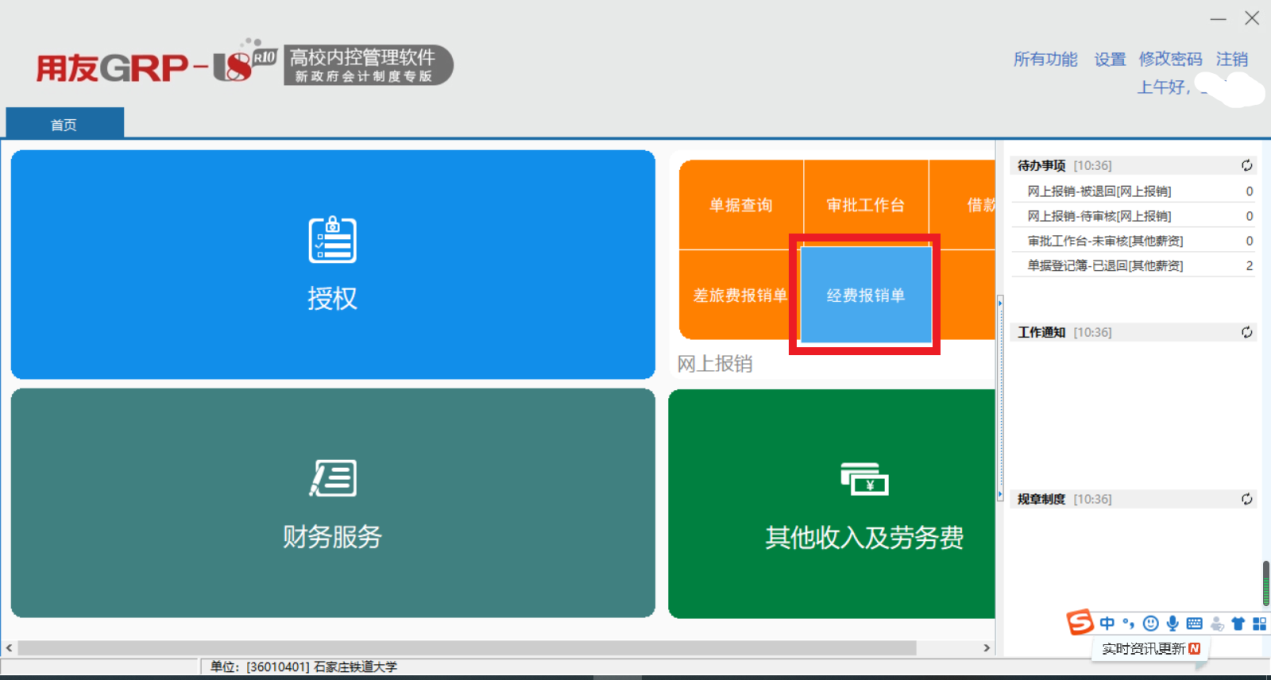 用友GRP-U8 R10 高校内控管理软件
新政府会计制度专版
所有功能 设置 修改密码 注销
上午好,
首页
授权
单据查询 审批工作台 借款
差旅费报销单 经费报销单
网上报销
财务服务
其他收入及劳务费
待办事项 [10:36]
网上报销-被退回[网上报销] 0
网上报销-待审核[网上报销] 0
审批工作台-未审核[其他薪资] 0
单据登记簿-已退回[其他薪资] 2
工作通知 [10:36]
规章制度 [10:36]
中
实时资讯更新 N
单位: [36010401] 石家庄铁道大学